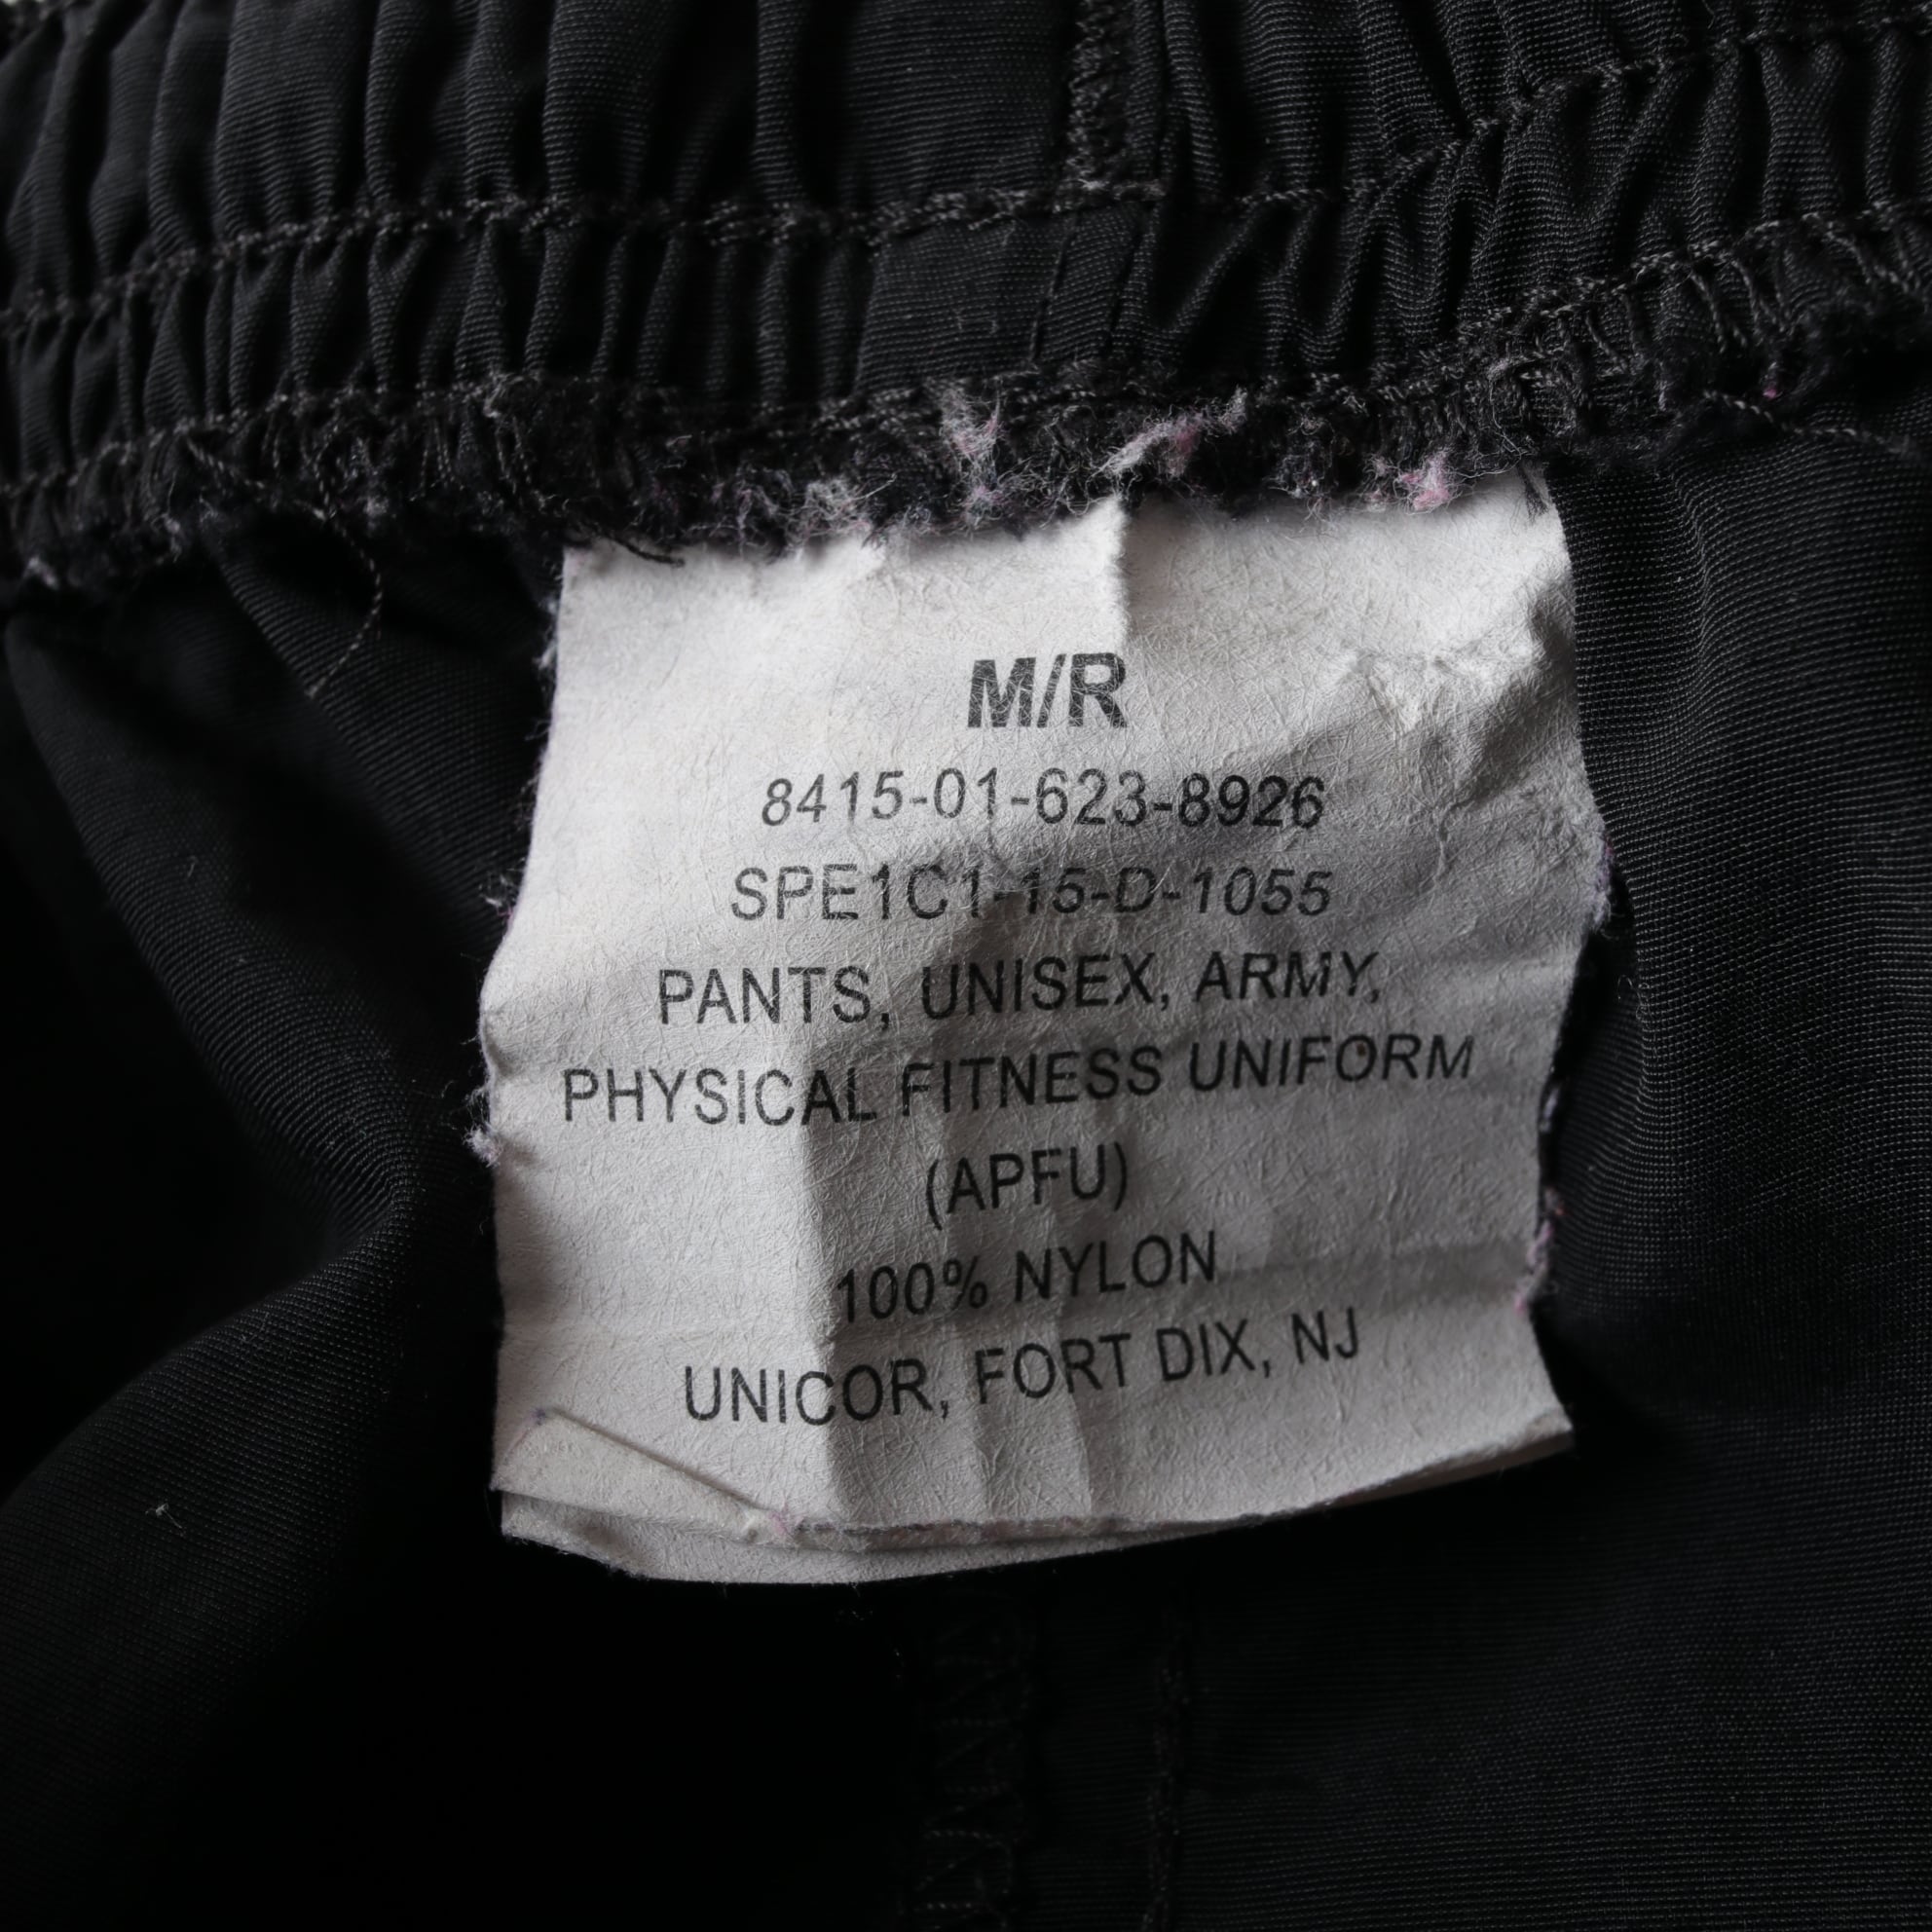 M/R
8415-01-623-8926
SPE1C1-15-D-1055
PANTS, UNISEX, ARMY,
PHYSICAL FITNESS UNIFORM
(APFU)
100% NYLON
UNICOR, FORT DIX, NJ